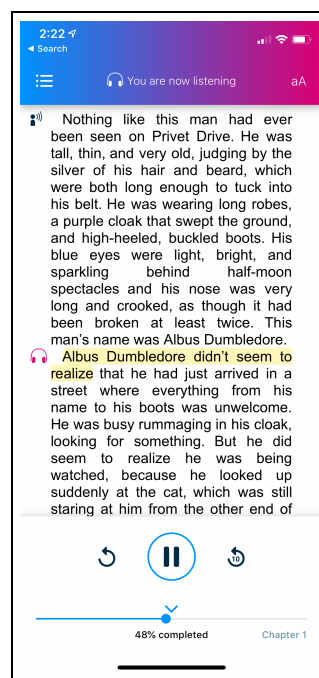 2:22
◀ Search
You are now listening
aA
Nothing like this man had ever
been seen on Privet Drive. He was
tall, thin, and very old, judging by the
silver of his hair and beard, which
were both long enough to tuck into
his belt. He was wearing long robes,
a purple cloak that swept the ground,
and high-heeled, buckled boots. His
blue eyes were light, bright, and
sparkling behind half-moon
spectacles and his nose was very
long and crooked, as though it had
been broken at least twice. This
man's name was Albus Dumbledore.
Albus Dumbledore didn't seem to
realize that he had just arrived in a
street where everything from his
name to his boots was unwelcome.
He was busy rummaging in his cloak,
looking for something. But he did
seem to realize he was being
watched, because he looked up
suddenly at the cat, which was still
staring at him from the other end of
10
48% completed
Chapter 1